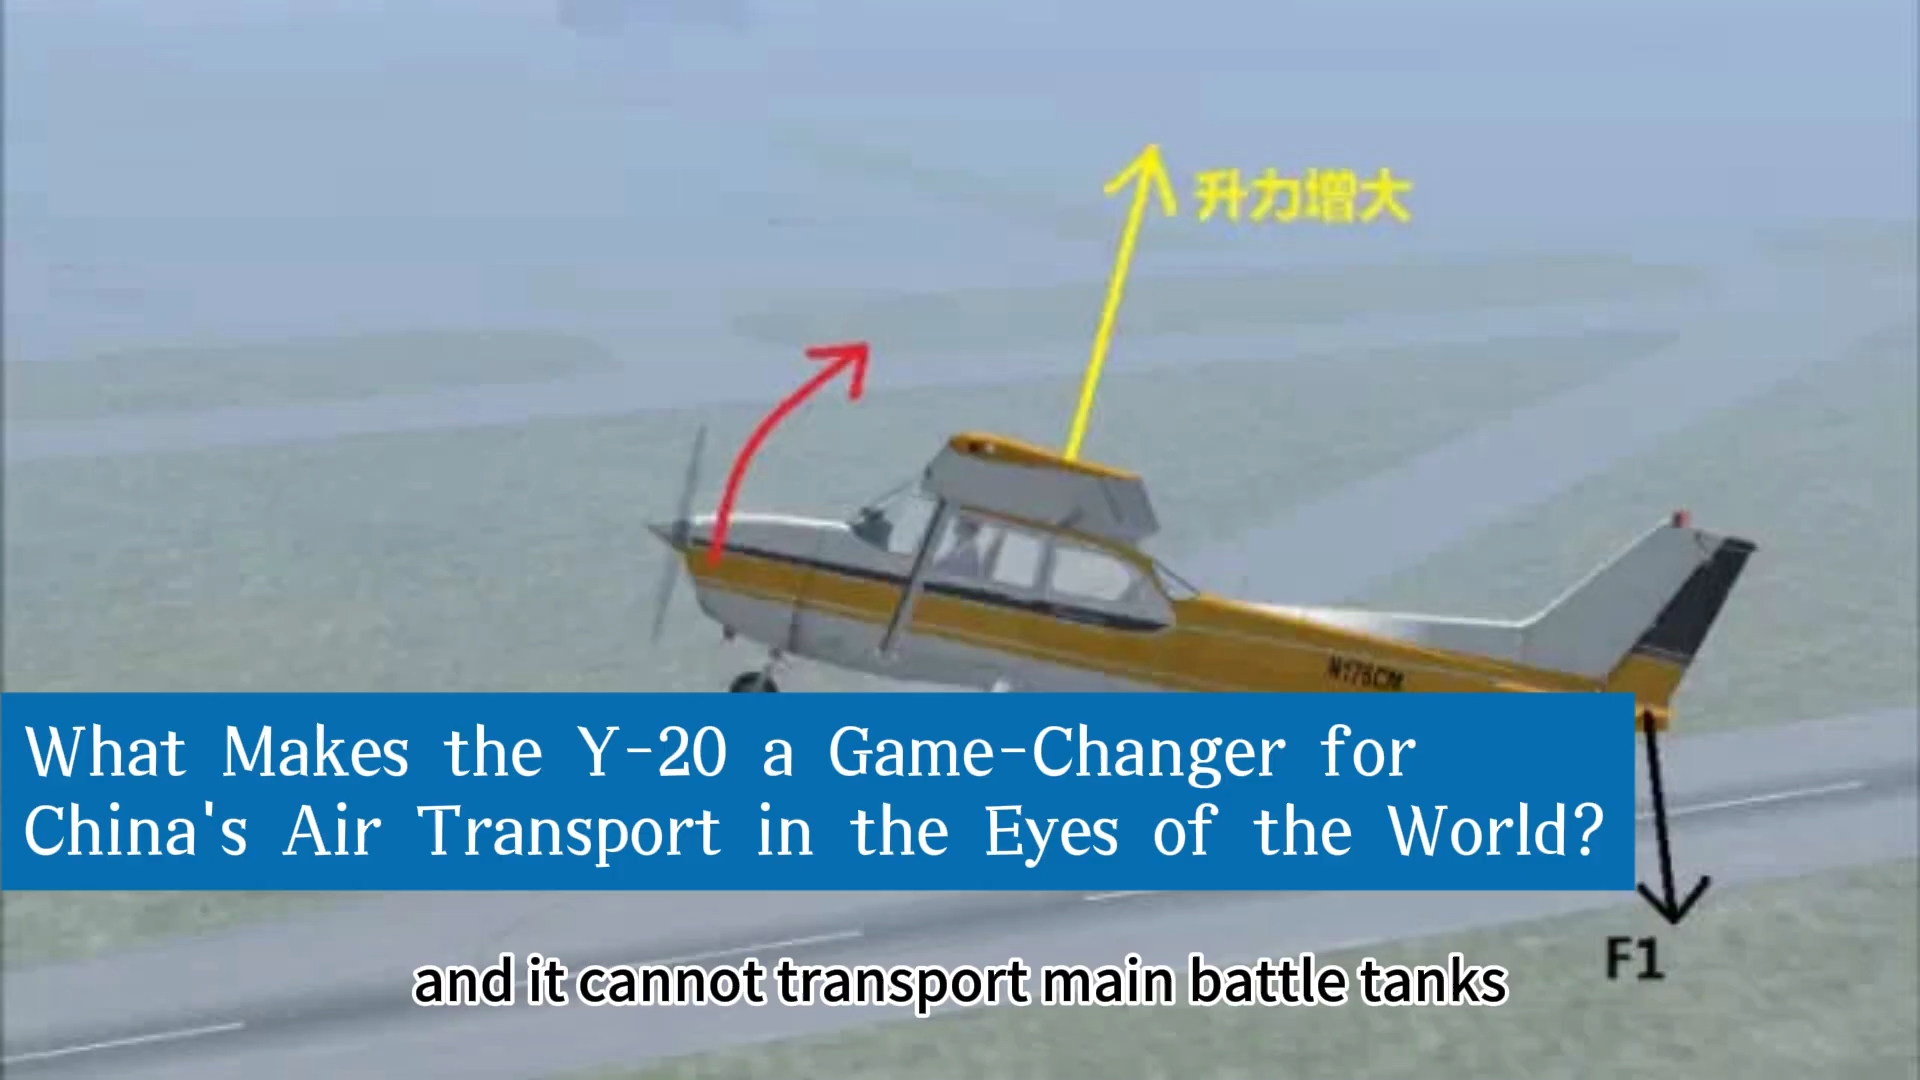 升力增大
N175CM
What Makes the Y-20 a Game-Changer for
China's Air Transport in the Eyes of the World?
F1
and it cannot transport main battle tanks